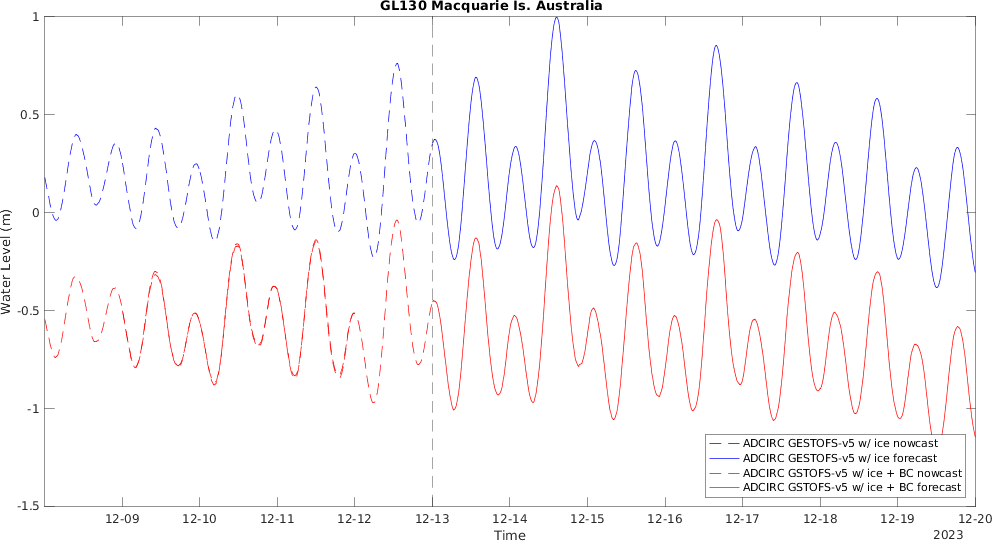 GL130 Macquarie Is. Australia
Water Level (m)
1
0.5
0
-0.5
-1
-1.5
ADCIRC GESTOFS-v5 w/ ice nowcast
ADCIRC GESTOFS-v5 w/ ice forecast
ADCIRC GSTOFS-v5 w/ ice + BC nowcast
ADCIRC GSTOFS-v5 w/ ice + BC forecast
12-09 12-10 12-11 12-12 12-13 12-14 12-15 12-16 12-17 12-18 12-19 12-20
Time
2023